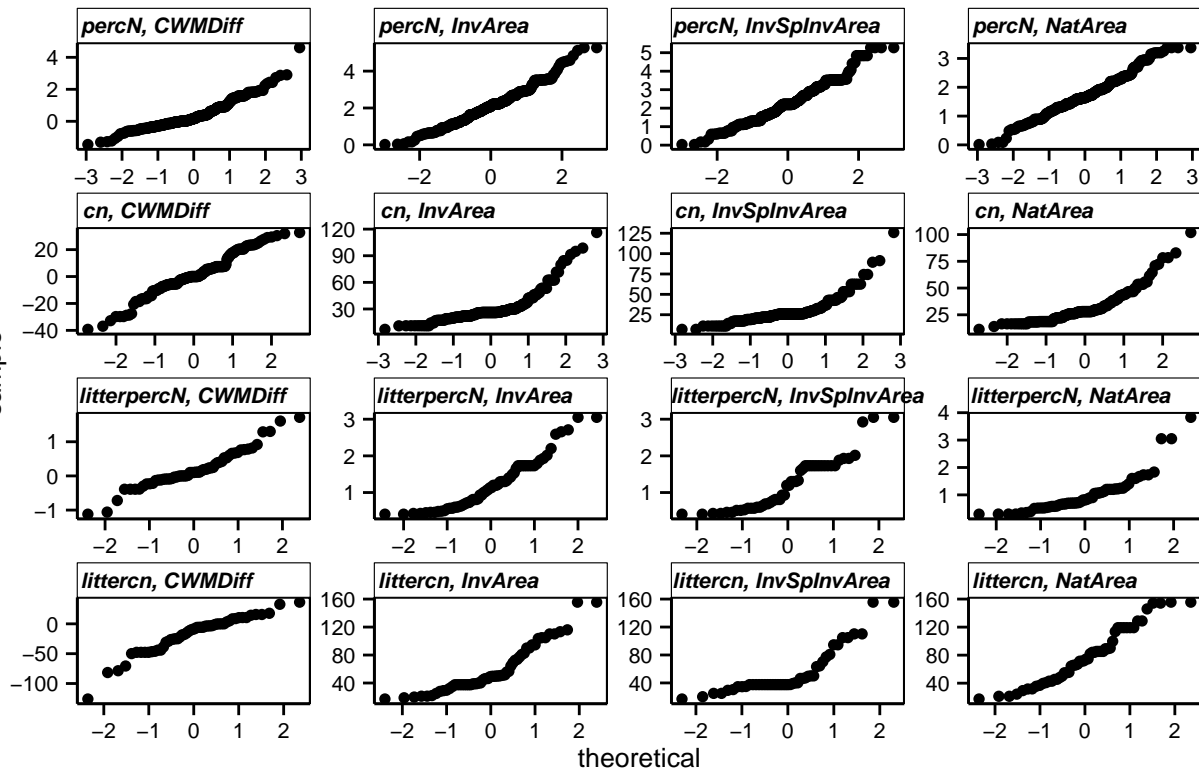 percN, CWMDiff
percN, InvArea
percN, InvSpInvArea
percN, NatArea
4
2
0
4
2
0
5
4
3
2
1
0
3
2
1
0
−3 −2 −1 0 1 2 3
−2 0 2
−2 0 2
−3 −2 −1 0 1 2 3
cn, CWMDiff
cn, InvArea
cn, InvSpInvArea
cn, NatArea
20
0
−20
−40
120
90
60
30
125
100
75
50
25
100
75
50
25
−2 −1 0 1 2
−3 −2 −1 0 1 2 3
−3 −2 −1 0 1 2 3
−2 −1 0 1 2
litterpercN, CWMDiff
litterpercN, InvArea
litterpercN, InvSpInvArea
litterpercN, NatArea
1
0
−1
3
2
1
3
2
1
4
3
2
1
−2 −1 0 1 2
−2 −1 0 1 2
−2 −1 0 1 2
−2 −1 0 1 2
littercn, CWMDiff
littercn, InvArea
littercn, InvSpInvArea
littercn, NatArea
0
−50
−100
160
120
80
40
160
120
80
40
160
120
80
40
−2 −1 0 1 2
−2 −1 0 1 2
−2 −1 0 1 2
−2 −1 0 1 2
theoretical